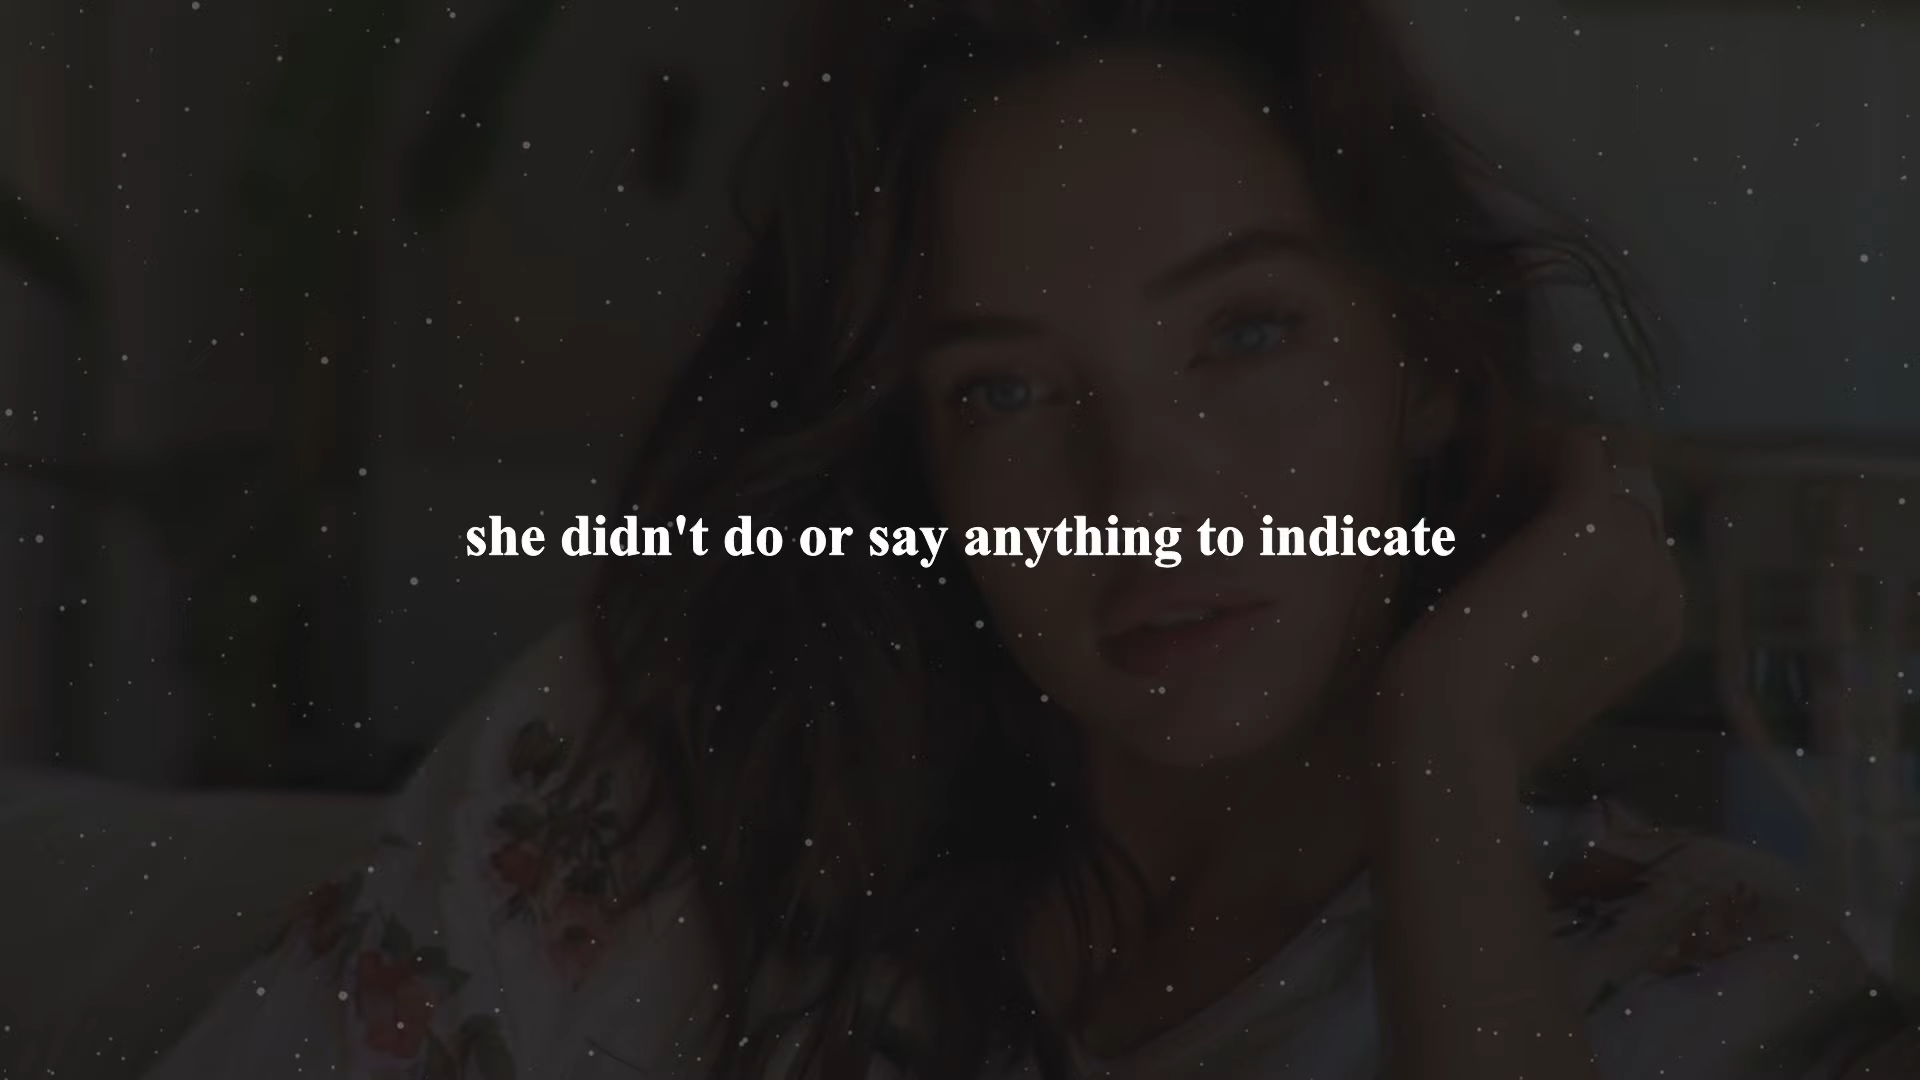 she didn't do or say anything to indicate